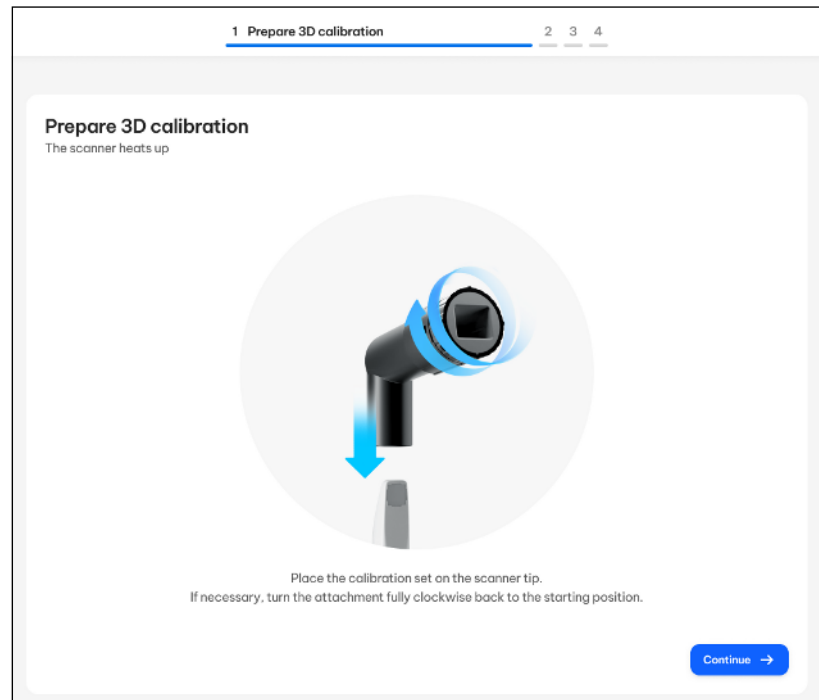 1 Prepare 3D calibration 2 3 4
Prepare 3D calibration
The scanner heats up
Place the calibration set on the scanner tip.
If necessary, turn the attachment fully clockwise back to the starting position.
Continue